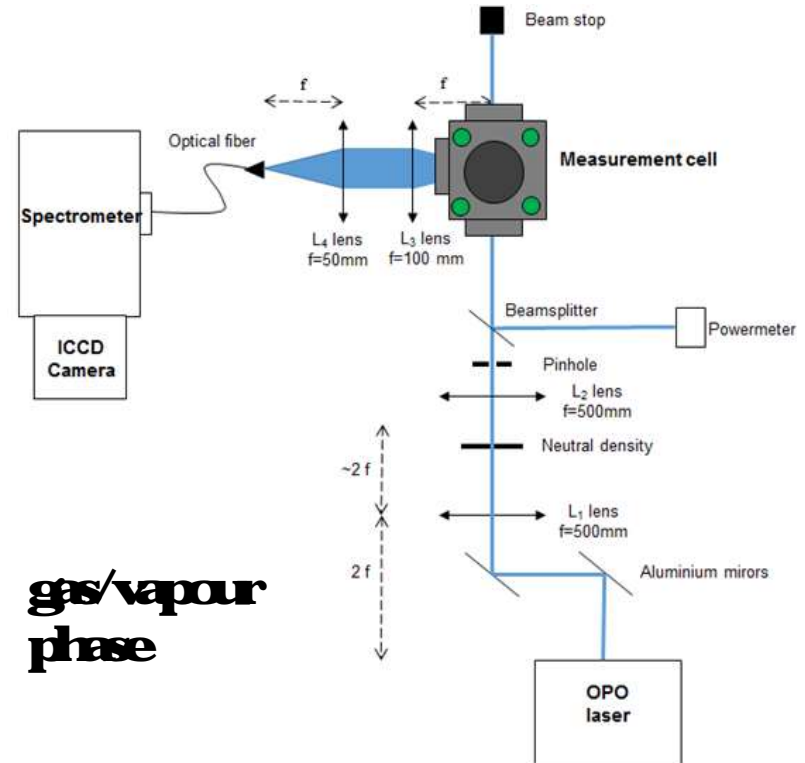 Beam stop
f
f
Optical fiber
Measurement cell
Spectrometer
L₄ lens
f=50mm
L₃ lens
f=100 mm
Beamsplitter
Powermeter
ICCD
Camera
Pinhole
L₂ lens
f=500mm
Neutral density
~2 f
L₁ lens
f=500mm
2 f
Aluminium mirors
gas/vapour
phase
OPO
laser